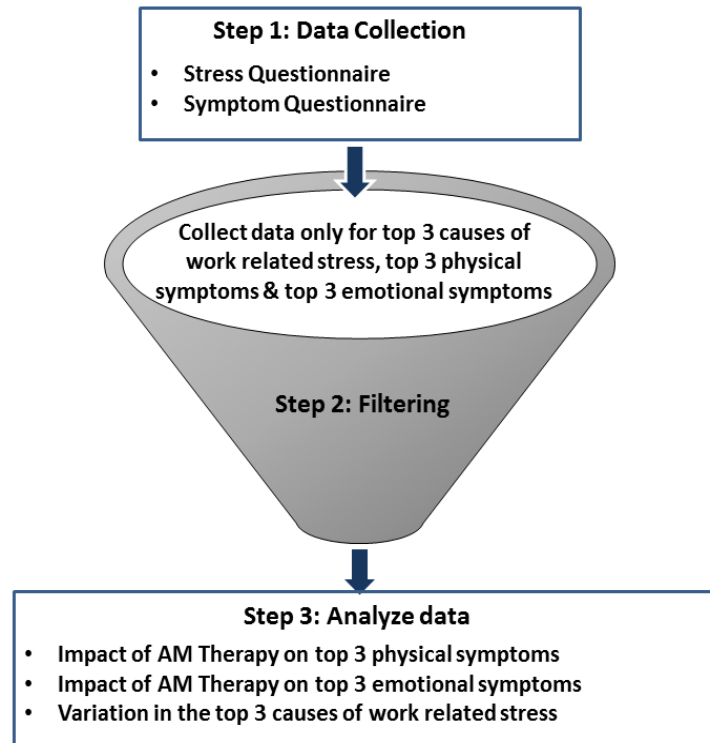 Step 1: Data Collection
• Stress Questionnaire
• Symptom Questionnaire
Collect data only for top 3 causes of
work related stress, top 3 physical
symptoms & top 3 emotional symptoms
Step 2: Filtering
Step 3: Analyze data
• Impact of AM Therapy on top 3 physical symptoms
• Impact of AM Therapy on top 3 emotional symptoms
• Variation in the top 3 causes of work related stress